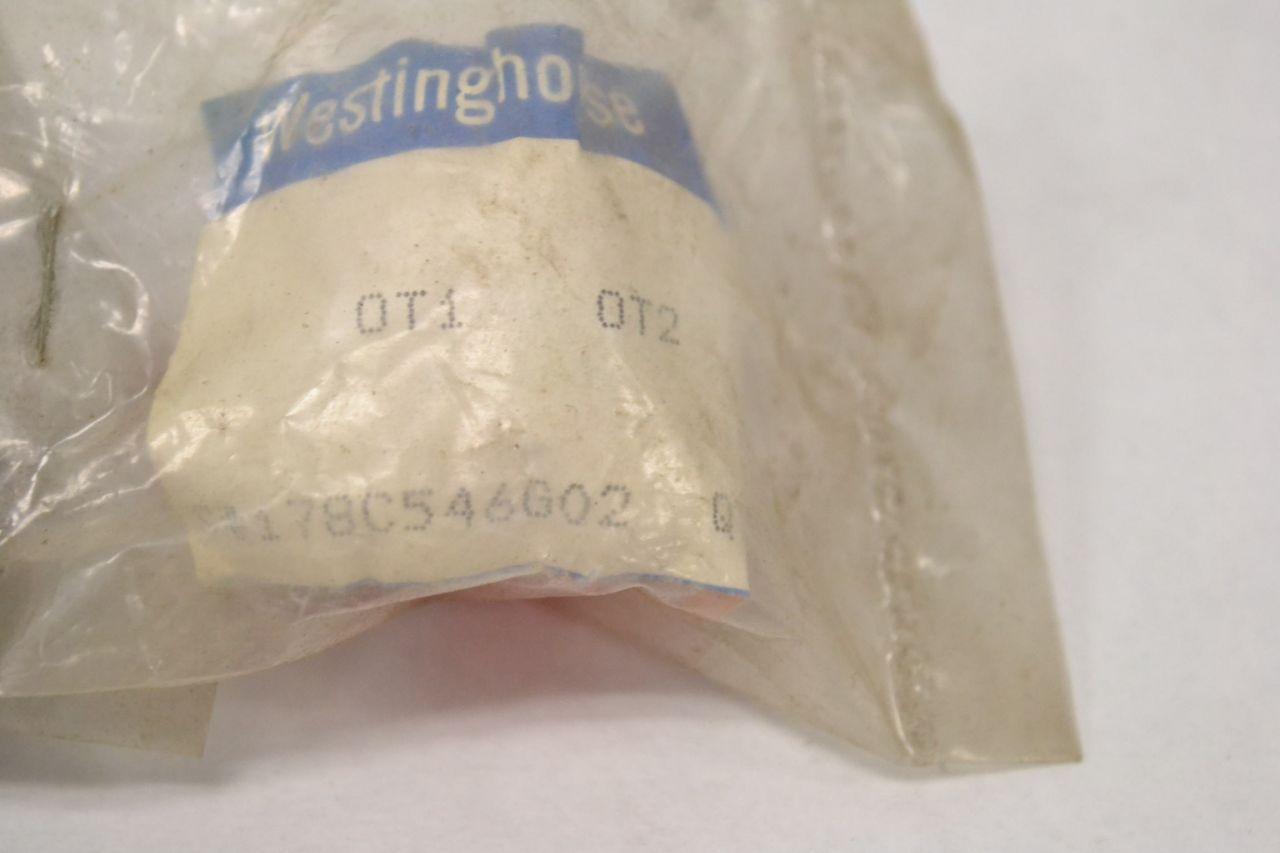 Westinghouse
OT1 OT2
178C546G02 Q